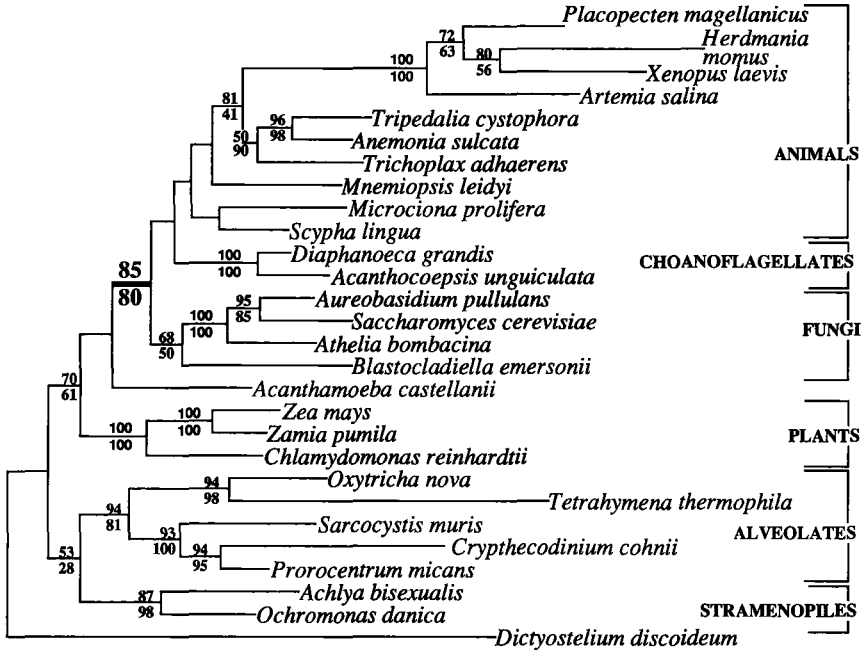 Placopecten magellanicus
72
63
Herdmania
momus
80
56
Xenopus laevis
100
100
Artemia salina
81
41
96
98
Tripedalia cystophora
50
90
Anemonia sulcata
ANIMALS
Trichoplax adhaerens
Mnemiopsis leidyi
Microciona prolifera
Scypha lingua
100
100
Diaphanoeca grandis
CHOANOFLAGELLATES
Acanthocoepsis unguiculata
85
80
95
85
Aureobasidium pullulans
100
100
Saccharomyces cerevisiae
FUNGI
68
50
Athelia bombacina
Blastocladiella emersonii
70
61
Acanthamoeba castellanii
100
100
Zea mays
100
100
Zamia pumila
PLANTS
Chlamydomonas reinhardtii
94
98
Oxytricha nova
Tetrahymena thermophila
94
81
Sarcocystis muris
ALVEOLATES
93
100
Crypthecodinium cohnii
94
95
Prorocentrum micans
53
28
87
98
Achlya bisexualis
STRAMENOPILES
Ochromonas danica
Dictyostelium discoideum